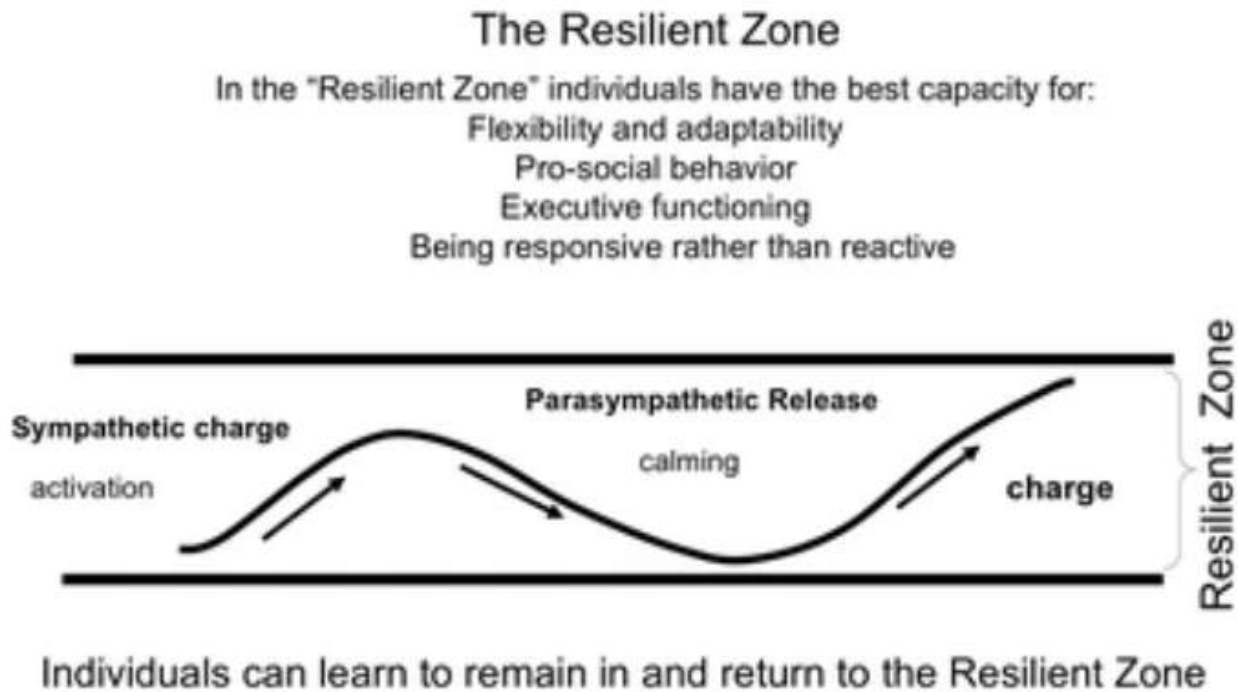 The Resilient Zone
In the "Resilient Zone" individuals have the best capacity for:
Flexibility and adaptability
Pro-social behavior
Executive functioning
Being responsive rather than reactive
Sympathetic charge
activation
Parasympathetic Release
calming
charge
Resilient Zone
Individuals can learn to remain in and return to the Resilient Zone